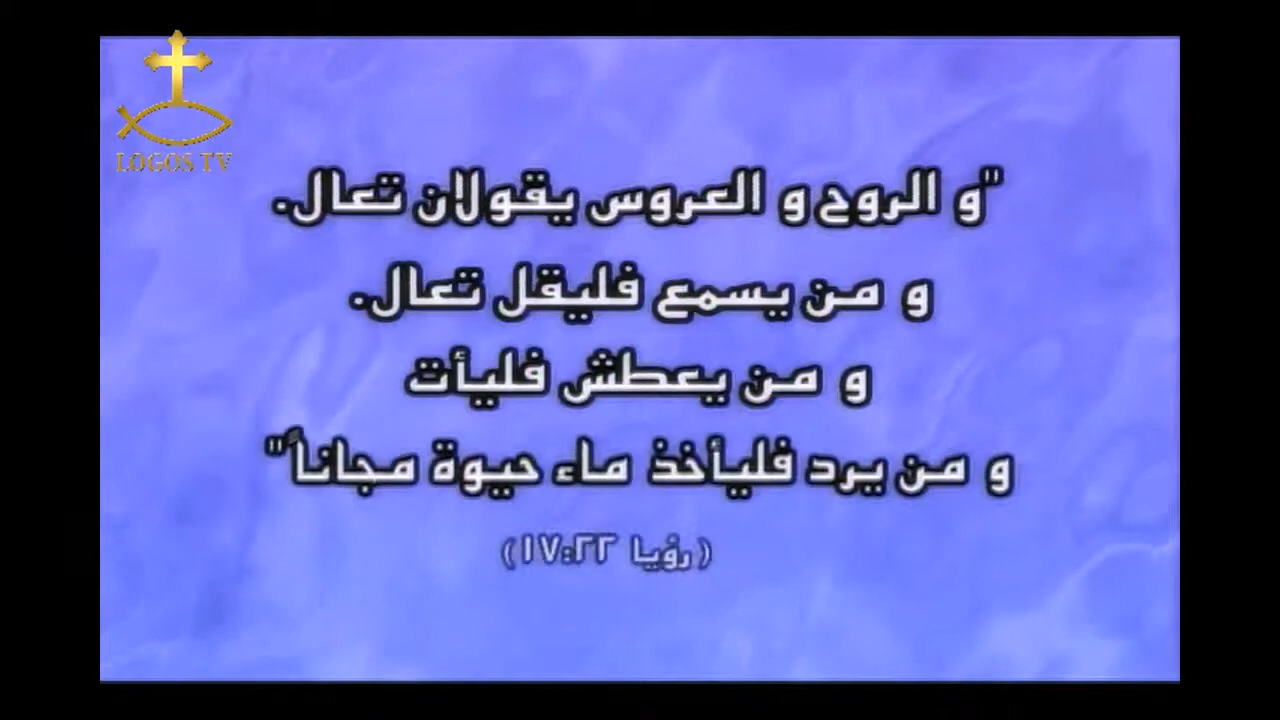 LOGOS TV
"و الروح و العروس يقولان تعال.
و من يسمع فليقل تعال.
و من يعطش فليأت
و من يرد فليأخذ ماء حيوة مجاناً"
(رؤيا ١٧:٢٢)